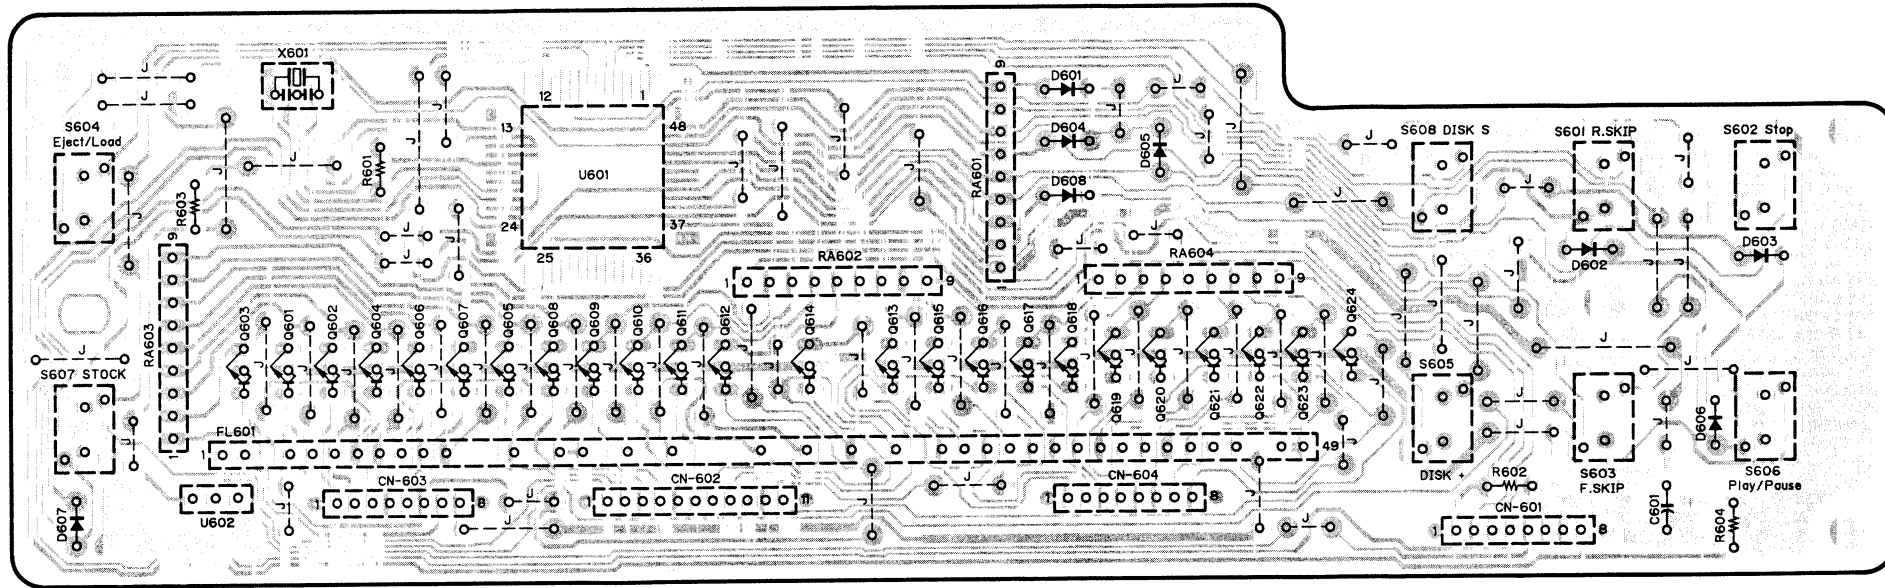 X601
J
J
J
J
S604
Eject/Load
12
1
13
48
U601
24
37
25
36
J
R601
R603
J
J
J
J
J
J
J
J
J
J
J
9
RA601
1
D601
D604
D608
D605
J
J
J
J
J
J
J
J
S608 DISK S
S601 R.SKIP
S602 Stop
J
J
J
J
J
J
J
D602
D603
9
RA603
1
RA602
1
9
RA604
1
9
Q603
Q601
Q602
Q604
Q606
Q607
Q605
Q608
Q609
Q610
Q611
Q612
Q614
Q613
Q615
Q616
Q617
Q618
Q619
Q620
Q621
Q622
Q623
Q624
J
S607 STOCK
S605
DISK +
S603
F.SKIP
D606
S606
Play/Pause
FL601
1
49
CN-603
1
8
CN-602
1
11
CN-604
1
8
CN-601
1
8
U602
D607
R602
C601
R604
J
J
J
J
J
J
J